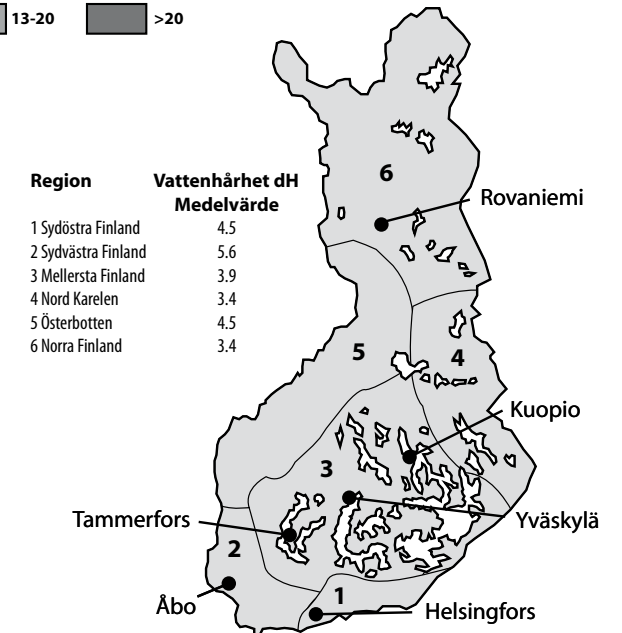 13-20
>20
Region Vattenhårhet dH
Medelvärde
1 Sydöstra Finland 4.5
2 Sydvästra Finland 5.6
3 Mellersta Finland 3.9
4 Nord Karelen 3.4
5 Österbotten 4.5
6 Norra Finland 3.4
6
Rovaniemi
5
4
Kuopio
3
Tammerfors
Yväskylä
2
Åbo
1
Helsingfors